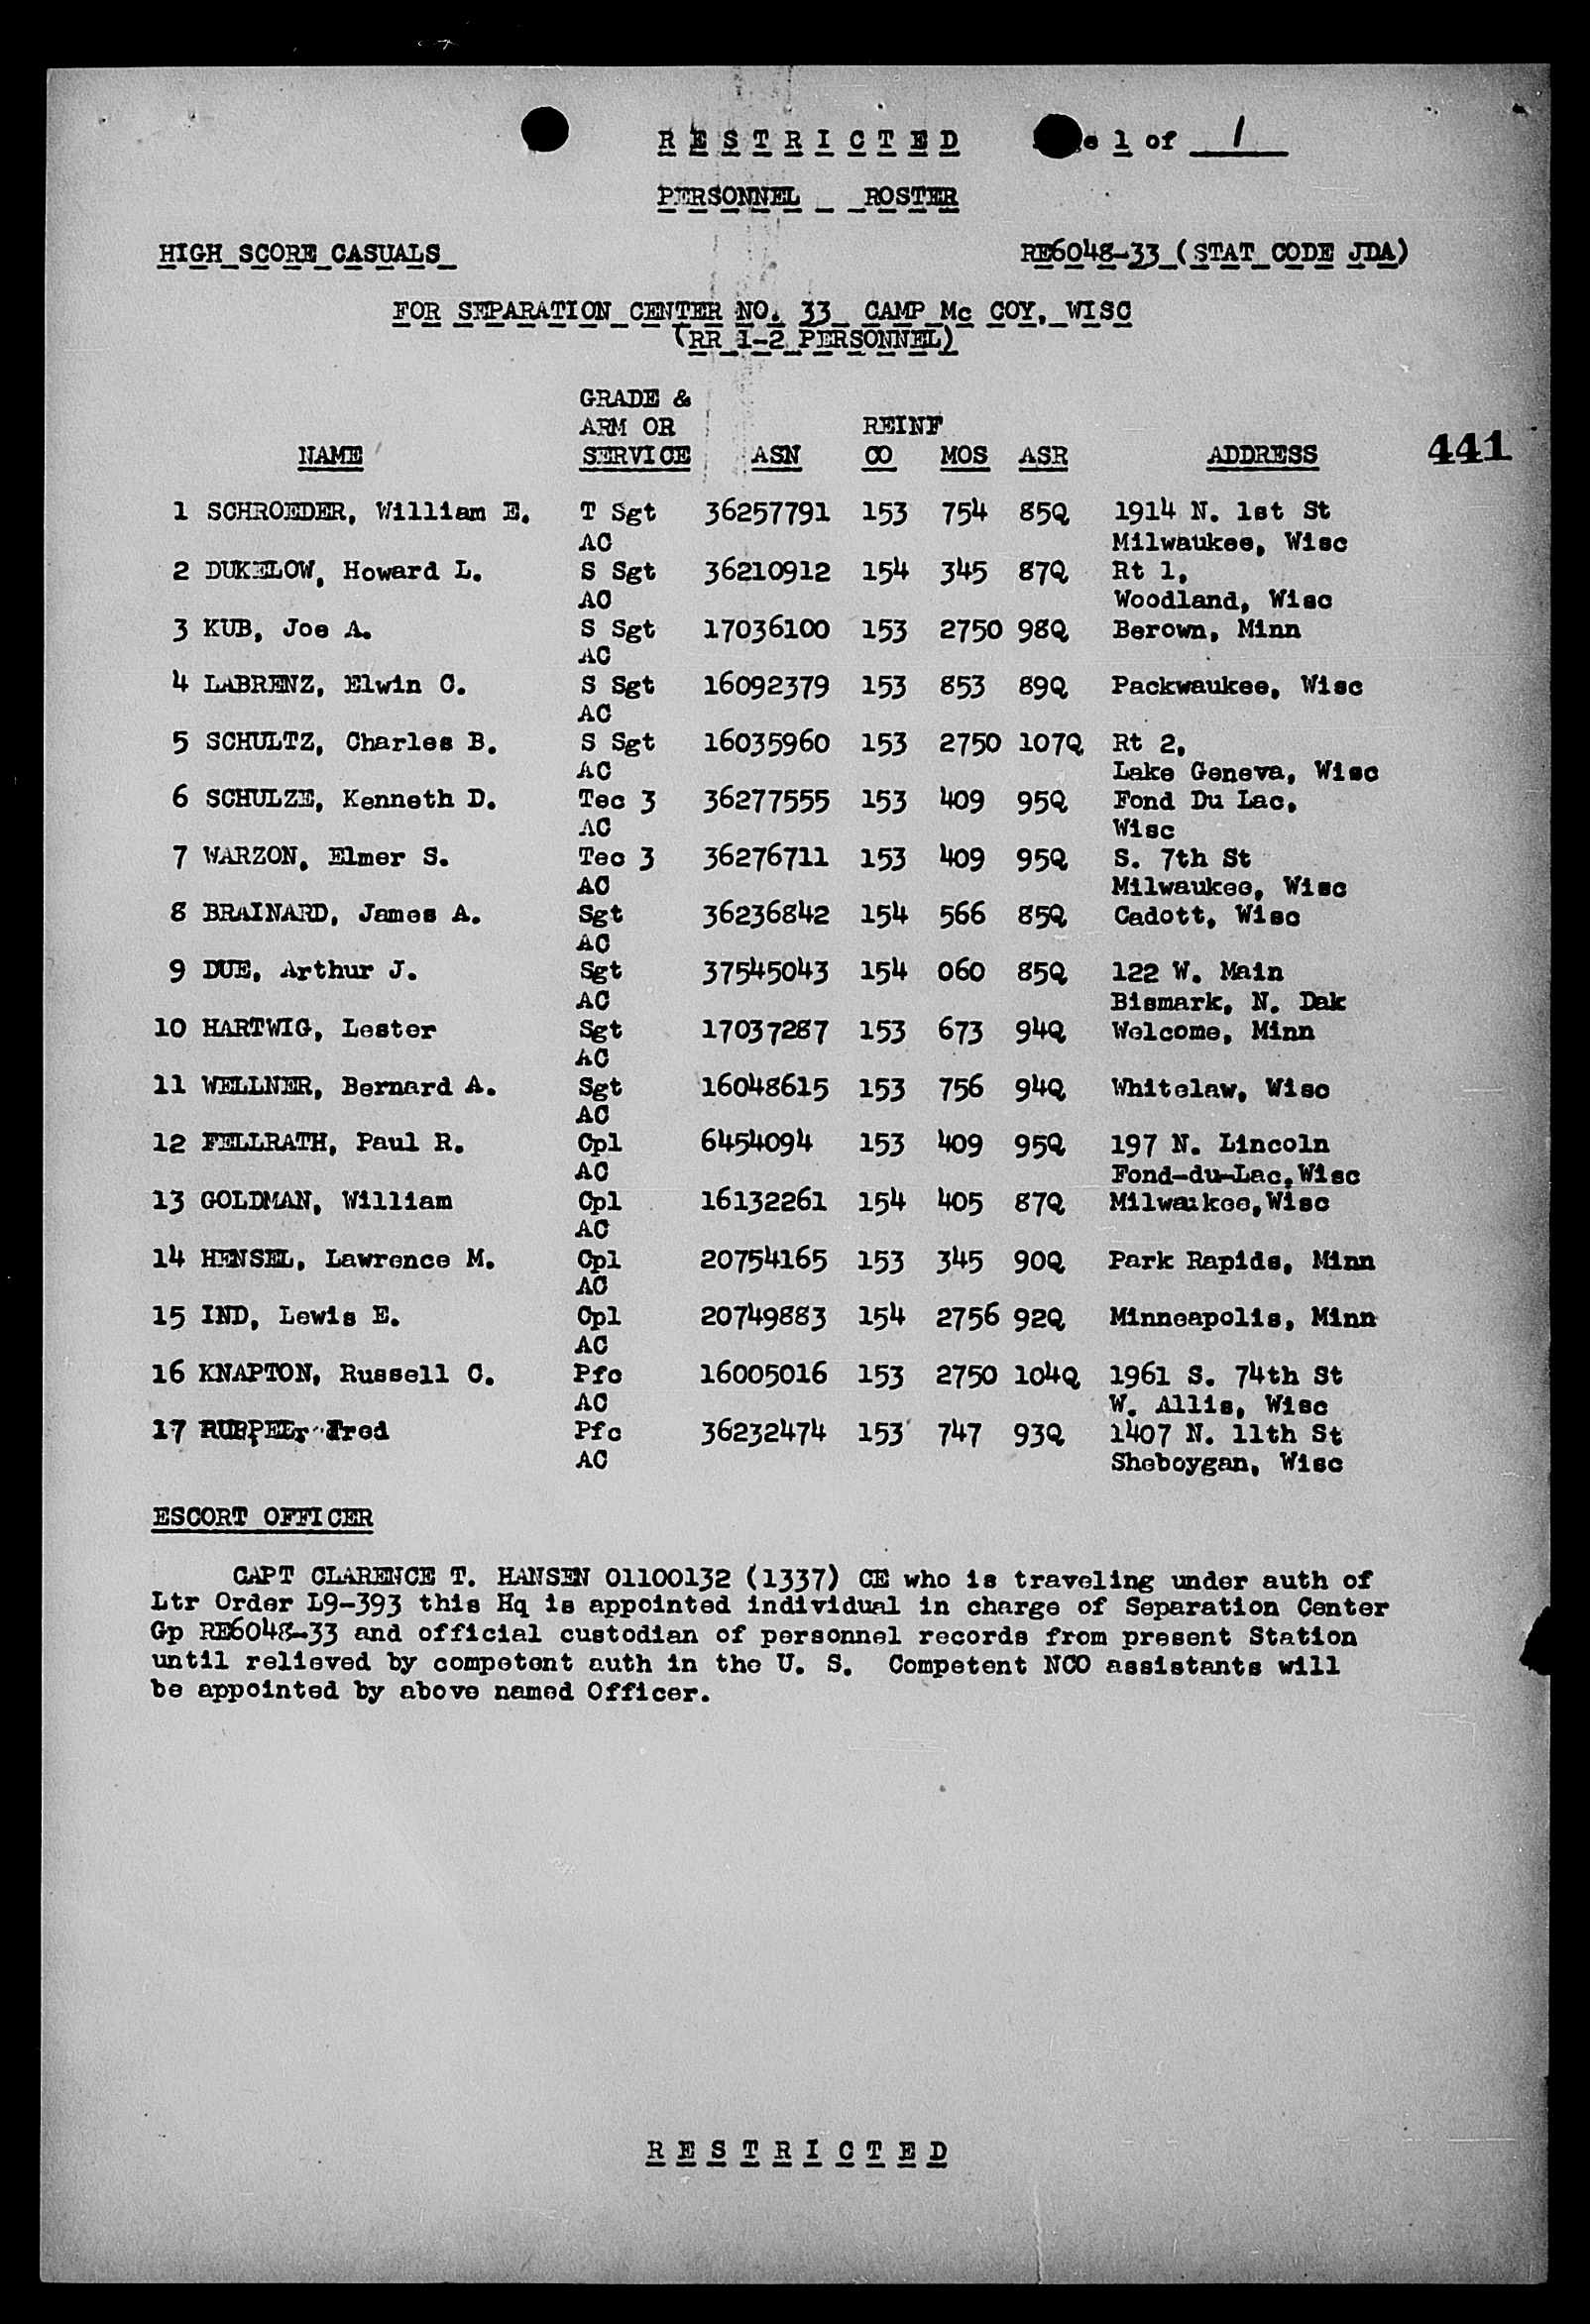 R E S T R I C T E D e 1 of 1
PERSONNEL ROSTER
HIGH SCORE CASUALS RE6048-33 (STAT CODE JDA)
FOR SEPARATION CENTER NO. 33 CAMP Mc COY, WISC
(RR 1-2 PERSONNEL)
GRADE &
ARM OR REINF
NAME SERVICE ASN CO MOS ASR ADDRESS 441
1 SCHROEDER, William E. T Sgt 36257791 153 754 85Q 1914 N. 1st St
AC Milwaukee, Wisc
2 DUKELOW, Howard L. S Sgt 36210912 154 345 87Q Rt 1,
AC Woodland, Wisc
3 KUB, Joe A. S Sgt 17036100 153 2750 98Q Berown, Minn
AC
4 LABRENZ, Elwin C. S Sgt 16092379 153 853 89Q Packwaukee, Wisc
AC
5 SCHULTZ, Charles B. S Sgt 16035960 153 2750 107Q Rt 2,
AC Lake Geneva, Wisc
6 SCHULZE, Kenneth D. Tec 3 36277555 153 409 95Q Fond Du Lac,
AC Wisc
7 WARZON, Elmer S. Tec 3 36276711 153 409 95Q S. 7th St
AC Milwaukee, Wisc
8 BRAINARD, James A. Sgt 36236842 154 566 85Q Cadott, Wisc
AC
9 DUE, Arthur J. Sgt 37545043 154 060 85Q 122 W. Main
AC Bismark, N. Dak
10 HARTWIG, Lester Sgt 17037287 153 673 94Q Welcome, Minn
AC
11 WELLNER, Bernard A. Sgt 16048615 153 756 94Q Whitelaw, Wisc
AC
12 FELLRATH, Paul R. Cpl 6454094 153 409 95Q 197 N. Lincoln
AC Fond-du-Lac, Wisc
13 GOLDMAN, William Cpl 16132261 154 405 87Q Milwaukee, Wisc
AC
14 HENSEL, Lawrence M. Cpl 20754165 153 345 90Q Park Rapids, Minn
AC
15 IND, Lewis E. Cpl 20749883 154 2756 92Q Minneapolis, Minn
AC
16 KNAPTON, Russell C. Pfc 16005016 153 2750 104Q 1961 S. 74th St
AC W. Allis, Wisc
17 Fred Pfc 36232474 153 747 93Q 1407 N. 11th St
AC Sheboygan, Wisc
ESCORT OFFICER
CAPT CLARENCE T. HANSEN 01100132 (1337) CE who is traveling under auth of
Ltr Order L9-393 this Hq is appointed individual in charge of Separation Center
Gp RE6048-33 and official custodian of personnel records from present Station
until relieved by competent auth in the U. S. Competent NCO assistants will
be appointed by above named Officer.
R E S T R I C T E D